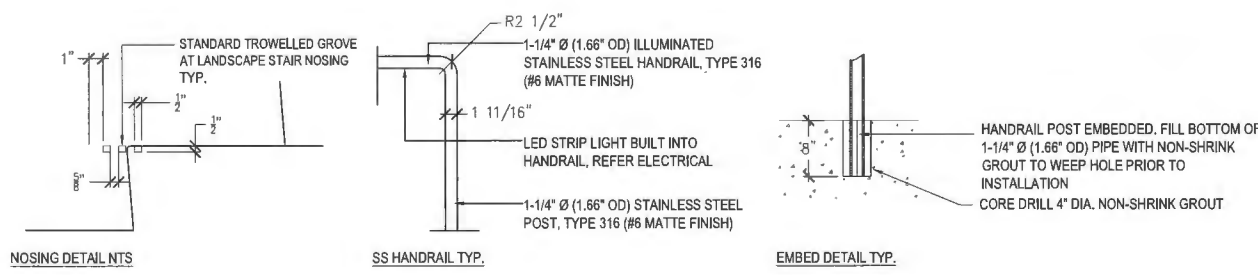 1"
STANDARD TROWELLED GROVE
AT LANDSCAPE STAIR NOSING
TYP.
1/2"
1/2"
NOSING DETAIL NTS
R2 1/2"
1-1/4" Ø (1.66" OD) ILLUMINATED
STAINLESS STEEL HANDRAIL, TYPE 316
(#6 MATTE FINISH)
1 11/16"
LED STRIP LIGHT BUILT INTO
HANDRAIL, REFER ELECTRICAL
1-1/4" Ø (1.66" OD) STAINLESS STEEL
POST, TYPE 316 (#6 MATTE FINISH)
SS HANDRAIL TYP.
8"
HANDRAIL POST EMBEDDED. FILL BOTTOM OF
1-1/4" Ø (1.66" OD) PIPE WITH NON-SHRINK
GROUT TO WEEP HOLE PRIOR TO
INSTALLATION
CORE DRILL 4" DIA. NON-SHRINK GROUT
EMBED DETAIL TYP.